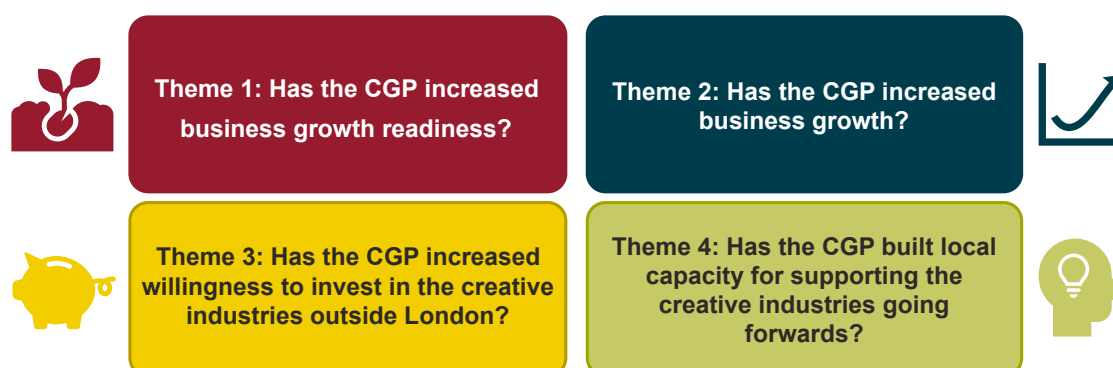 Theme 1: Has the CGP increased
business growth readiness?
Theme 2: Has the CGP increased
business growth?
Theme 3: Has the CGP increased
willingness to invest in the creative
industries outside London?
Theme 4: Has the CGP built local
capacity for supporting the
creative industries going
forwards?